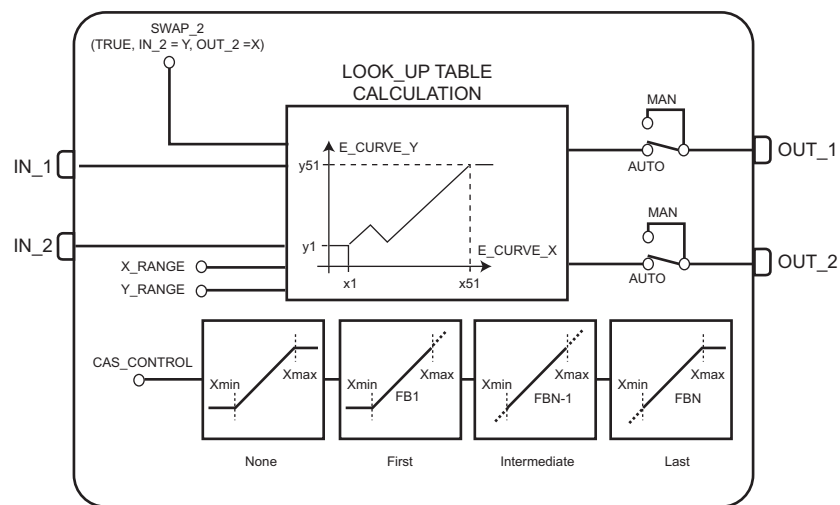 SWAP_2
(TRUE, IN_2 = Y, OUT_2 =X)
LOOK_UP TABLE
CALCULATION
E_CURVE_Y
y51
y1
x1
x51
E_CURVE_X
IN_1
IN_2
X_RANGE
Y_RANGE
MAN
AUTO
OUT_1
MAN
AUTO
OUT_2
CAS_CONTROL
Xmin
Xmax
None
Xmin
Xmax
FB1
First
Xmin
Xmax
FBN-1
Intermediate
Xmin
Xmax
FBN
Last